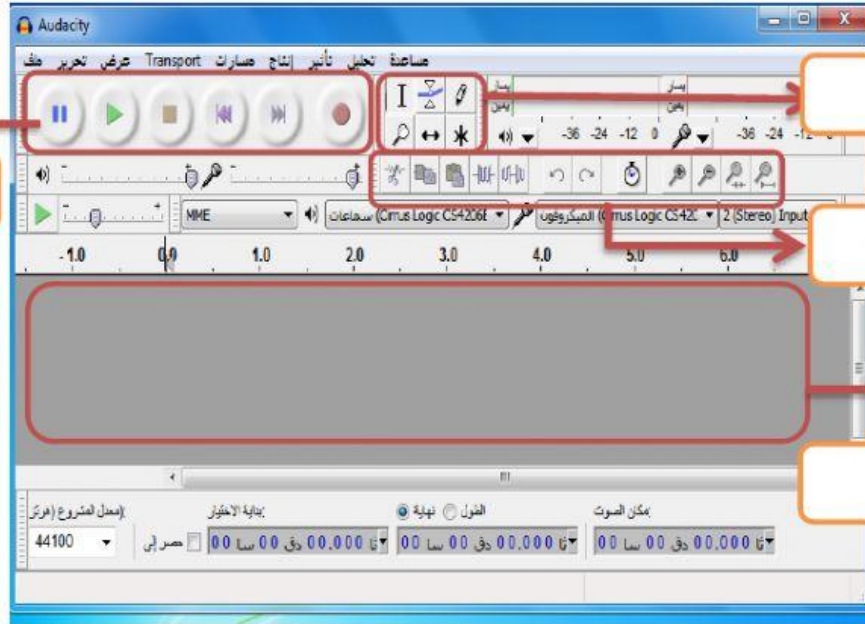 Audacity
ملف تحرير عرض Transport مسارات إنتاج تأثير تحليل مساعدة
يسار
يمين
-36 -24 -12 0
يسار
يمين
-36 -24 -12 0
MME
سماعات (Cirrus Logic CS4206E
الميكروفون (Cirrus Logic CS420
2 (Stereo) Input
-1.0 0.0 1.0 2.0 3.0 4.0 5.0 6.0
معدل المشروع (هرتز):
بداية الاختيار:
نهاية
الطول
مكان الصوت:
44100
حصر إلى
00 سا 00 دق 00.000 ثا
00 سا 00 دق 00.000 ثا
00 سا 00 دق 00.000 ثا